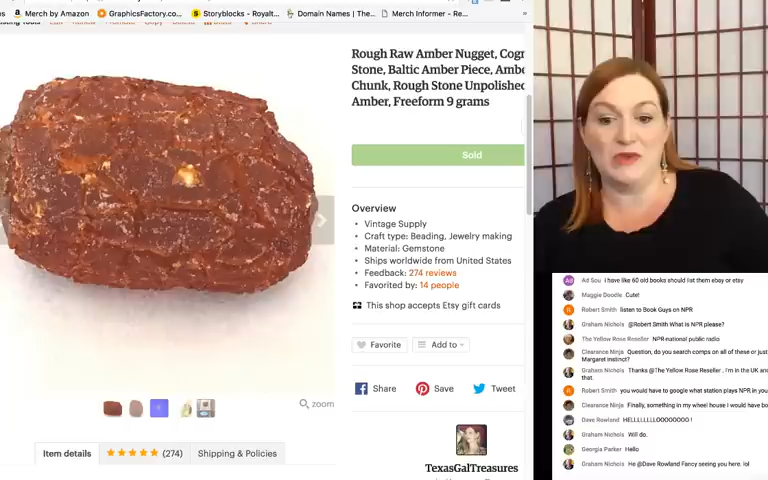 Merch by Amazon
GraphicsFactory.co...
Storyblocks - Royalt...
Domain Names | The...
Merch Informer - Re...
Rough Raw Amber Nugget, Cogn
Stone, Baltic Amber Piece, Ambe
Chunk, Rough Stone Unpolished
Amber, Freeform 9 grams
Sold
Overview
• Vintage Supply
• Craft type: Beading, Jewelry making
• Material: Gemstone
• Ships worldwide from United States
• Feedback: 274 reviews
• Favorited by: 14 people
This shop accepts Etsy gift cards
Favorite
Add to
Share
Save
Tweet
zoom
Item details
(274)
Shipping & Policies
TexasGalTreasures
Ad Sou i have like 60 old books should list them ebay or etsy
Maggie Doodle Cute!
Robert Smith listen to Book Guys on NPR
Graham Nichols @Robert Smith What is NPR please?
The Yellow Rose Reseller NPR-national public radio
Clearance Ninja Question, do you search comps on all of these or just
Margaret instinct?
Graham Nichols Thanks @The Yellow Rose Reseller . I'm in the UK and
that.
Robert Smith you would have to google what station plays NPR in you
Clearance Ninja Finally, something in my wheel house I would have bo
Dave Rowland HELLLLLLLOOOOOOOO !
Graham Nichols Will do.
Georgia Parker Hello
Graham Nichols He @Dave Rowland Fancy seeing you here. lol